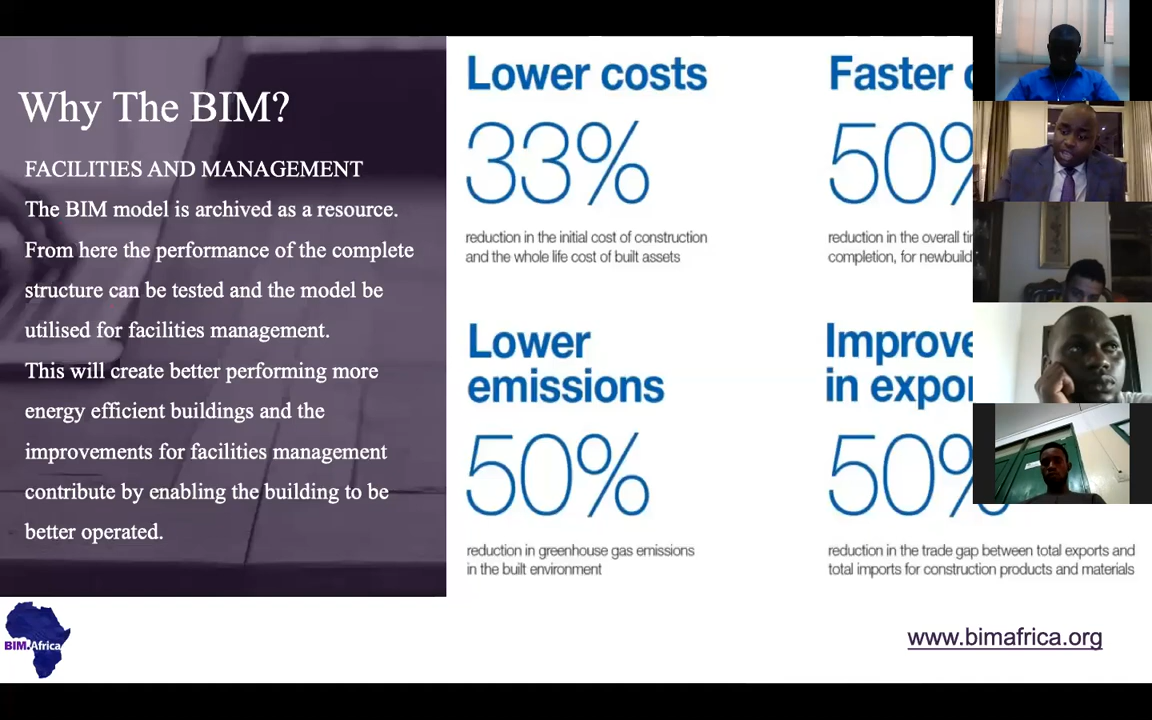 Why The BIM?
FACILITIES AND MANAGEMENT
The BIM model is archived as a resource.
From here the performance of the complete
structure can be tested and the model be
utilised for facilities management.
This will create better performing more
energy efficient buildings and the
improvements for facilities management
contribute by enabling the building to be
better operated.
Lower costs
33%
reduction in the initial cost of construction
and the whole life cost of built assets
Faster
50%
reduction in the overall
completion, for newbuild
Lower
emissions
50%
reduction in greenhouse gas emissions
in the built environment
Improve
in expor
50%
reduction in the trade gap between total exports and
total imports for construction products and materials
BIM Africa
www.bimafrica.org